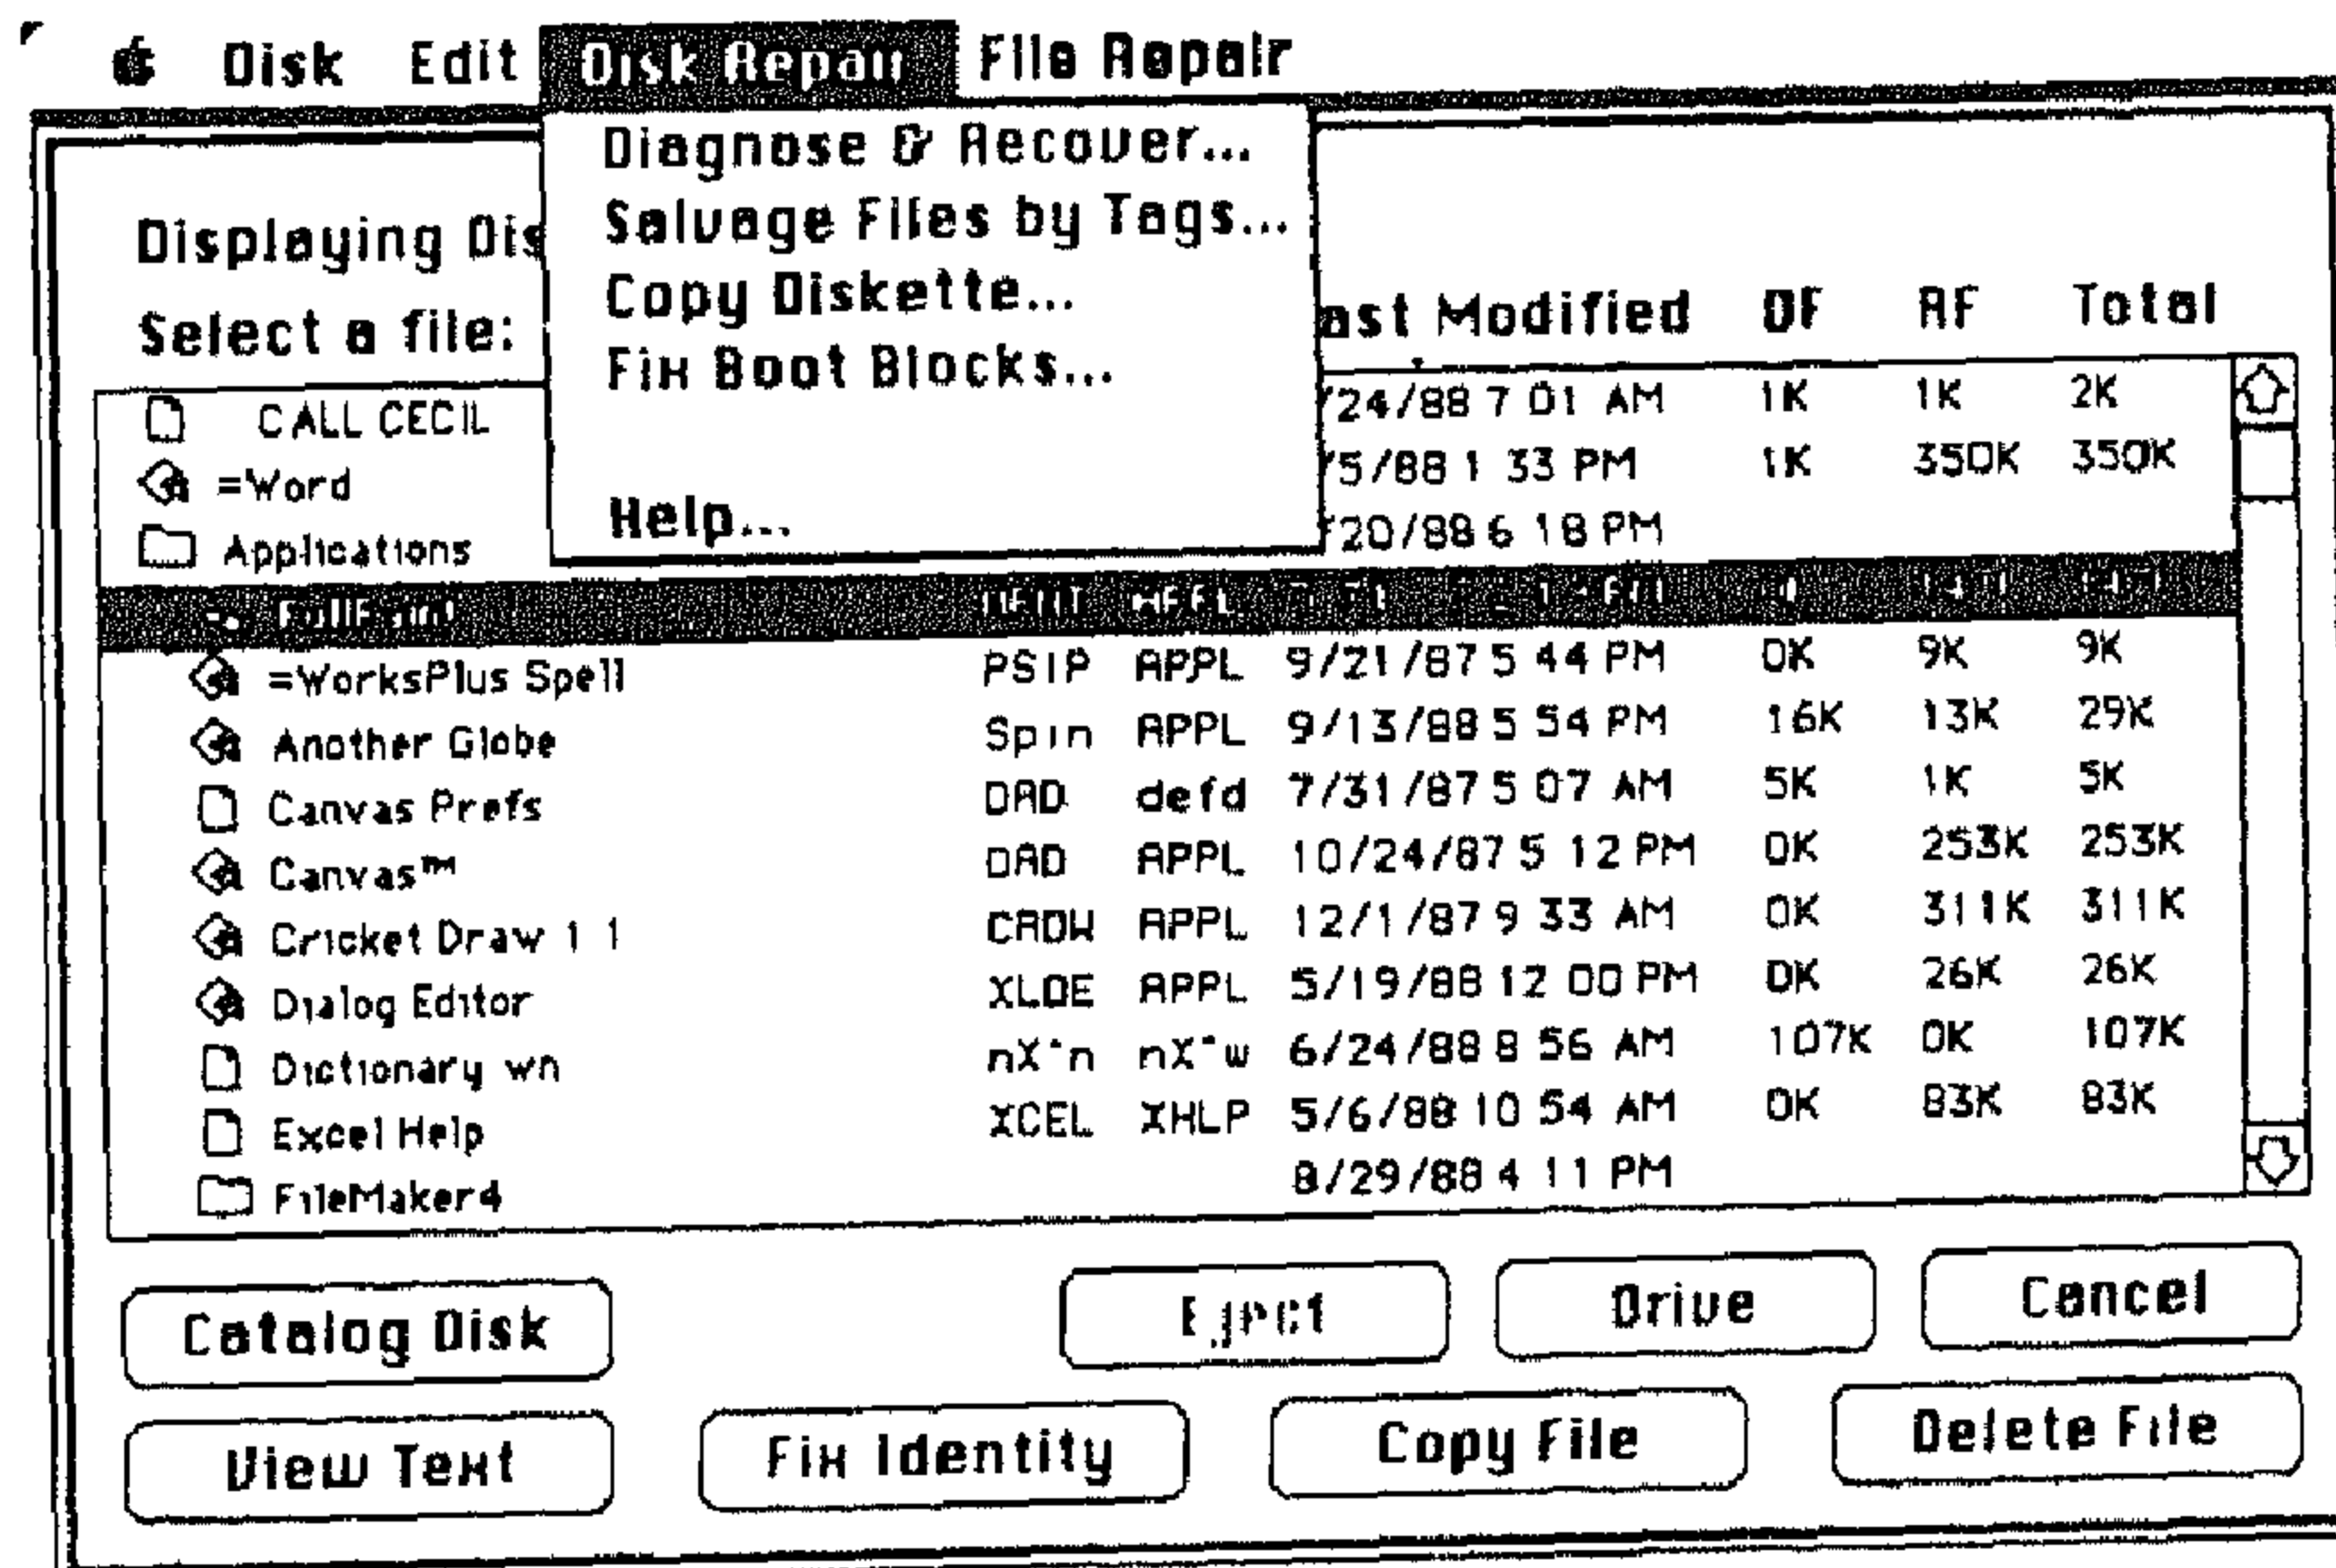 Disk Edit Disk Repair File Repair
Diagnose & Recover...
Salvage Files by Tags...
Copy Diskette...
Fix Boot Blocks...
Help...
Displaying Dis
Select a file: ast Modified DF RF Total
CALL CECIL /24/88 7 01 AM 1K 1K 2K
=Word /5/88 1 33 PM 1K 350K 350K
Applications /20/88 6 18 PM
=WorksPlus Spell PSIP APPL 9/21/87 5 44 PM 0K 9K 9K
Another Globe Spin APPL 9/13/88 5 54 PM 16K 13K 29K
Canvas Prefs DAD defd 7/31/87 5 07 AM 5K 1K 5K
Canvas™ DAD APPL 10/24/87 5 12 PM 0K 253K 253K
Cricket Draw 1 1 CRDW APPL 12/1/87 9 33 AM 0K 311K 311K
Dialog Editor XLDE APPL 5/19/88 12 00 PM 0K 26K 26K
Dictionary wn nX^n nX^w 6/24/88 8 56 AM 107K 0K 107K
Excel Help XCEL XHLP 5/6/88 10 54 AM 0K 83K 83K
FileMaker4 8/29/88 4 11 PM
Catalog Disk Eject Drive Cancel
View Text Fix Identity Copy File Delete File